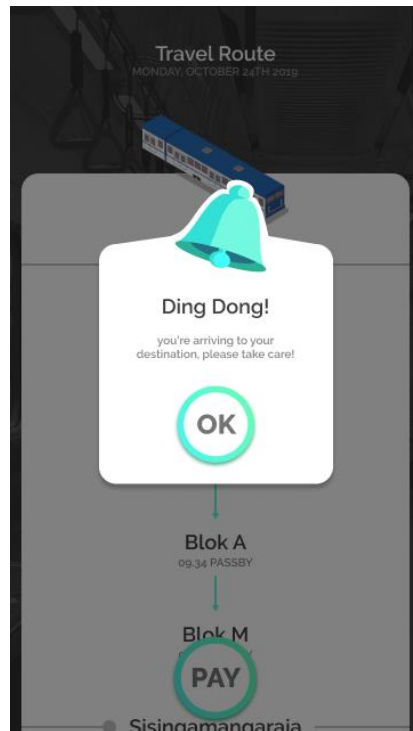 Travel Route
MONDAY, OCTOBER 24TH 2019
Ding Dong!
you're arriving to your
destination, please take care!
OK
Blok A
09.34 PASSBY
Blok M
PAY
Sisingamangaraja